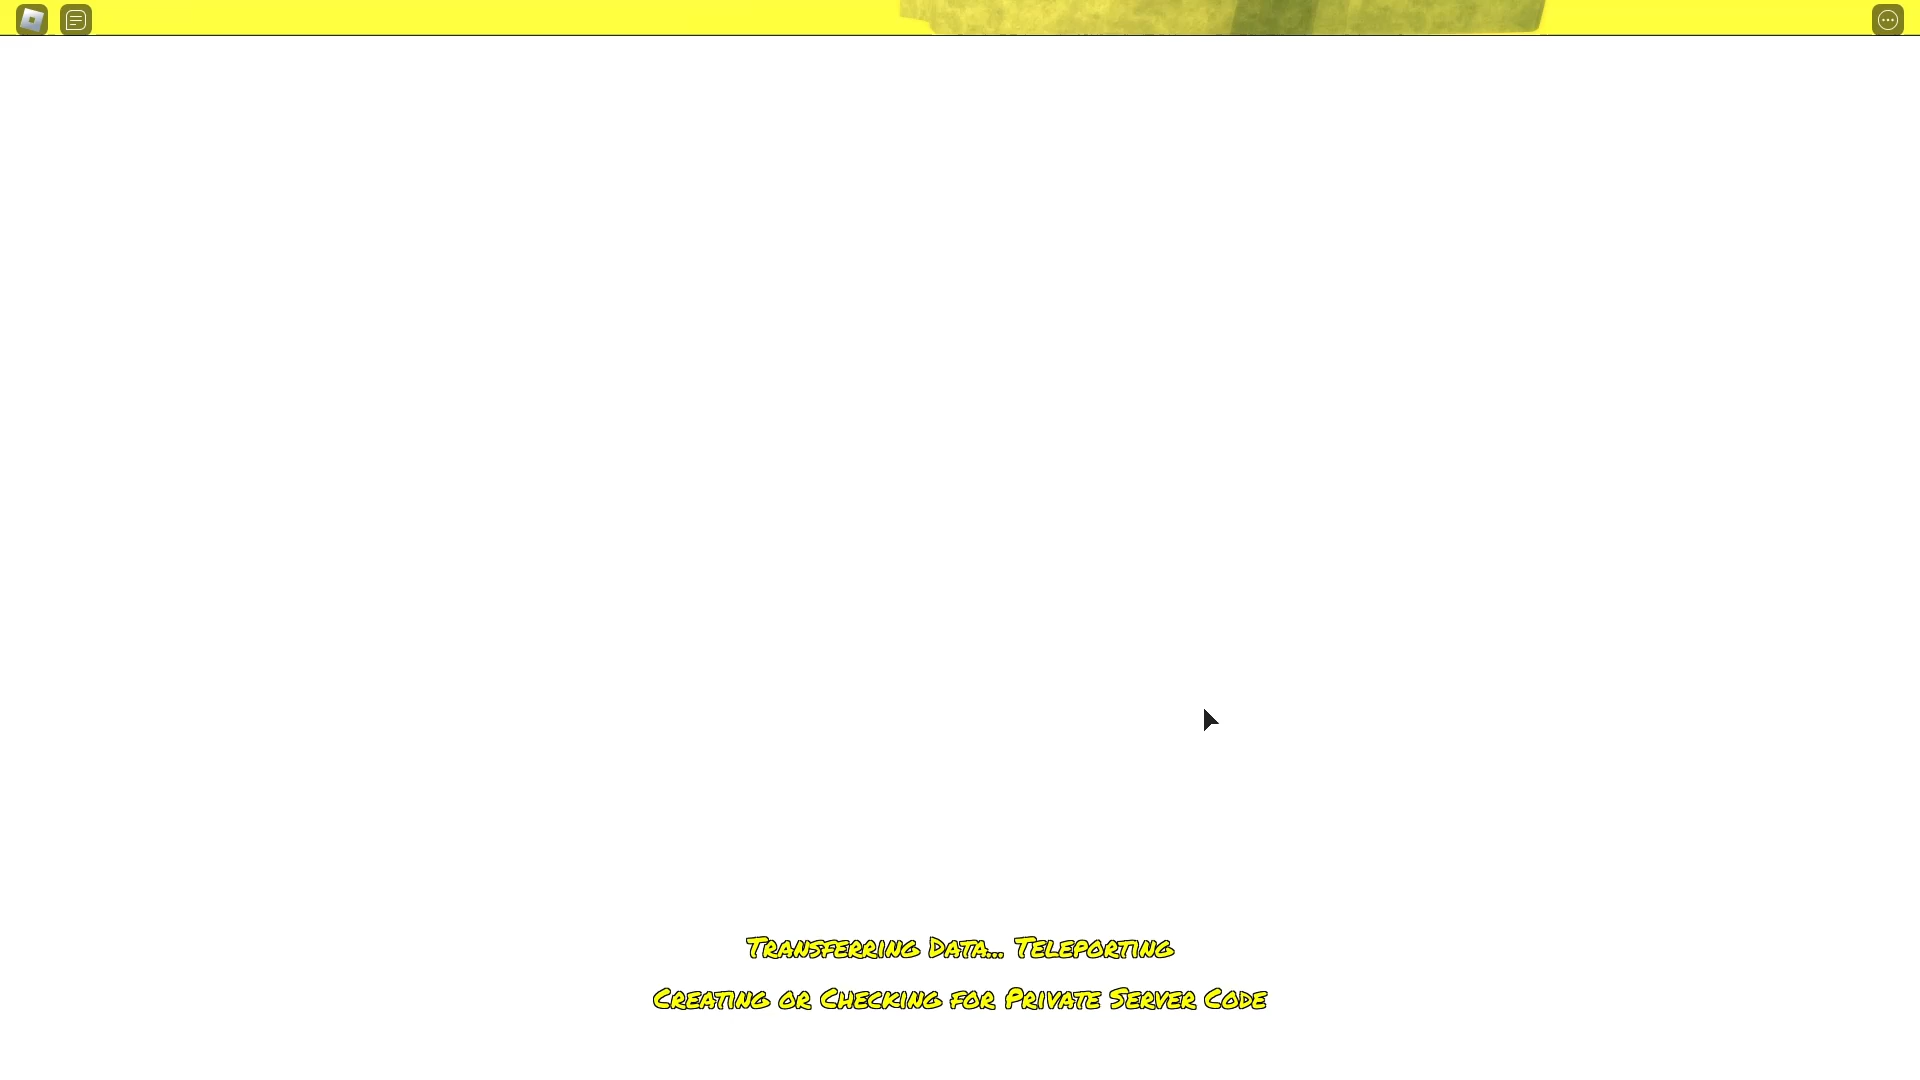 Transferring Data... Teleporting
Creating or Checking for Private Server Code